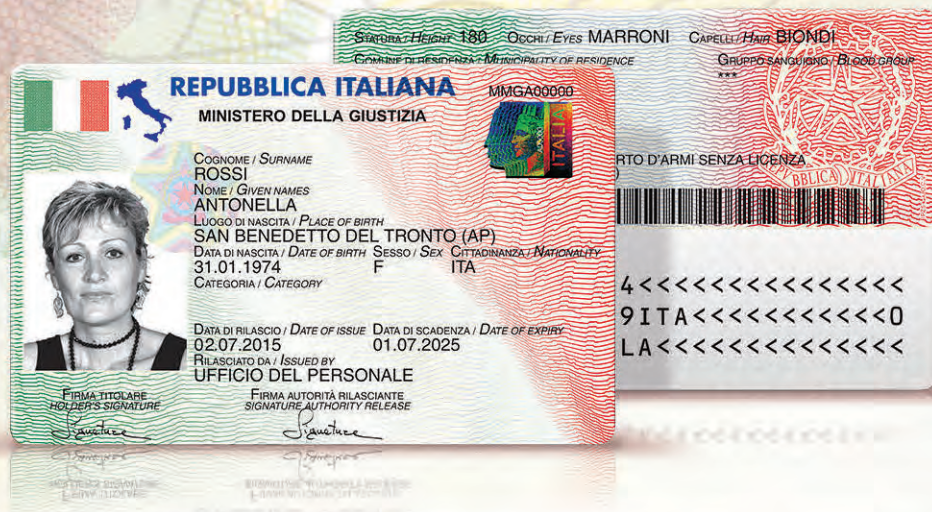 STATURA / HEIGHT 180 OCCHI / EYES MARRONI CAPELLI / HAIR BIONDI
COMUNE DI RESIDENZA / MUNICIPALITY OF RESIDENCE GRUPPO SANGUIGNO / BLOOD GROUP
***
RTO D'ARMI SENZA LICENZA
)
BBLICA ITALIANA
4<<<<<<<<<<<<<<<
9ITA<<<<<<<<<<<0
LA<<<<<<<<<<<<<<
REPUBBLICA ITALIANA
MMGA00000
MINISTERO DELLA GIUSTIZIA
ITALIA
COGNOME / SURNAME
ROSSI
NOME / GIVEN NAMES
ANTONELLA
LUOGO DI NASCITA / PLACE OF BIRTH
SAN BENEDETTO DEL TRONTO (AP)
DATA DI NASCITA / DATE OF BIRTH SESSO / SEX CITTADINANZA / NATIONALITY
31.01.1974 F ITA
CATEGORIA / CATEGORY
DATA DI RILASCIO / DATE OF ISSUE DATA DI SCADENZA / DATE OF EXPIRY
02.07.2015 01.07.2025
RILASCIATO DA / ISSUED BY
UFFICIO DEL PERSONALE
FIRMA TITOLARE FIRMA AUTORITÀ RILASCIANTE
HOLDER'S SIGNATURE SIGNATURE AUTHORITY RELEASE
Signature Signature